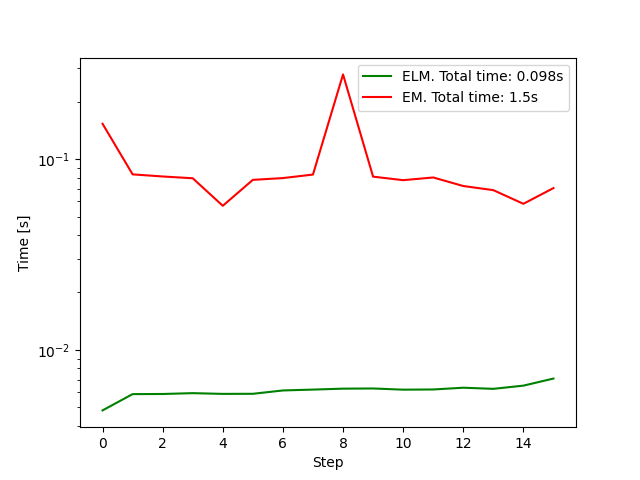 ELM. Total time: 0.098s
EM. Total time: 1.5s
10⁻¹
10⁻²
Time [s]
0 2 4 6 8 10 12 14
Step